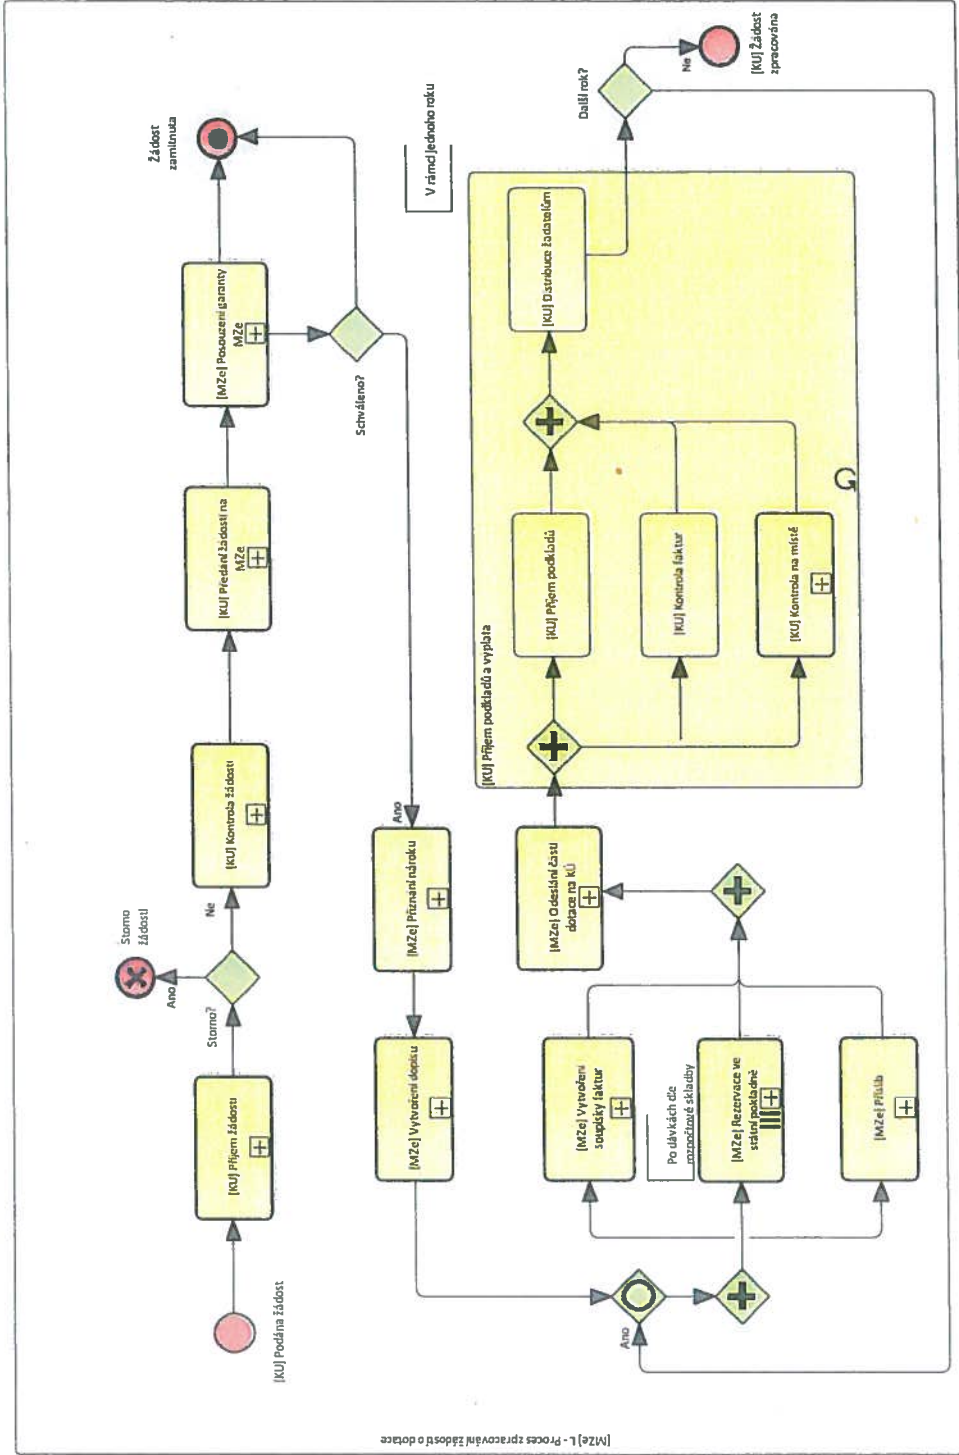 [MZe] L - Proces zpracování žádosti o dotace
[KU] Podána žádost
[KU] Příjem žádosti
Storno?
Ano
Storno
žádosti
Ne
[KU] Kontrola žádosti
[KU] Předání žádosti na
MZe
[MZe] Posouzení garanty
MZe
Žádost
zamítnuta
Schváleno?
Ano
[MZe] Přiznání nároku
[MZe] Vytvoření dopisu
Ano
[MZe] Vytvoření
soupisky faktur
Po dávkách dle
rozpočtové skladby
[MZe] Rezervace ve
státní pokladně
[MZe] Příslib
[MZe] Odeslání části
dotace na KÚ
[KU] Příjem podkladů a výplata
[KU] Příjem podkladů
[KU] Kontrola faktur
[KU] Kontrola na místě
[KU] Distribuce žadatelům
V rámci jednoho roku
Další rok?
Ne
[KU] Žádost
zpracována